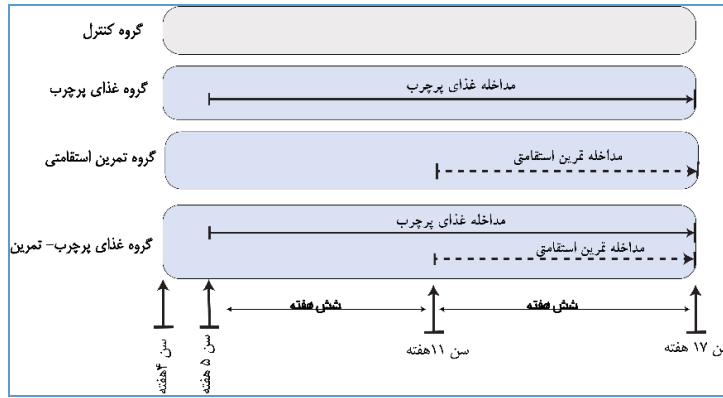 گروه کنترل
گروه غذای پرچرب
مداخله غذای پرچرب
گروه تمرین استقامتی
مداخله تمرین استقامتی
گروه غذای پرچرب- تمرین
مداخله غذای پرچرب
مداخله تمرین استقامتی
شش هفته
شش هفته
سن ۴هفته
سن ۵ هفته
سن ۱۱هفته
سن ۱۷ هفته